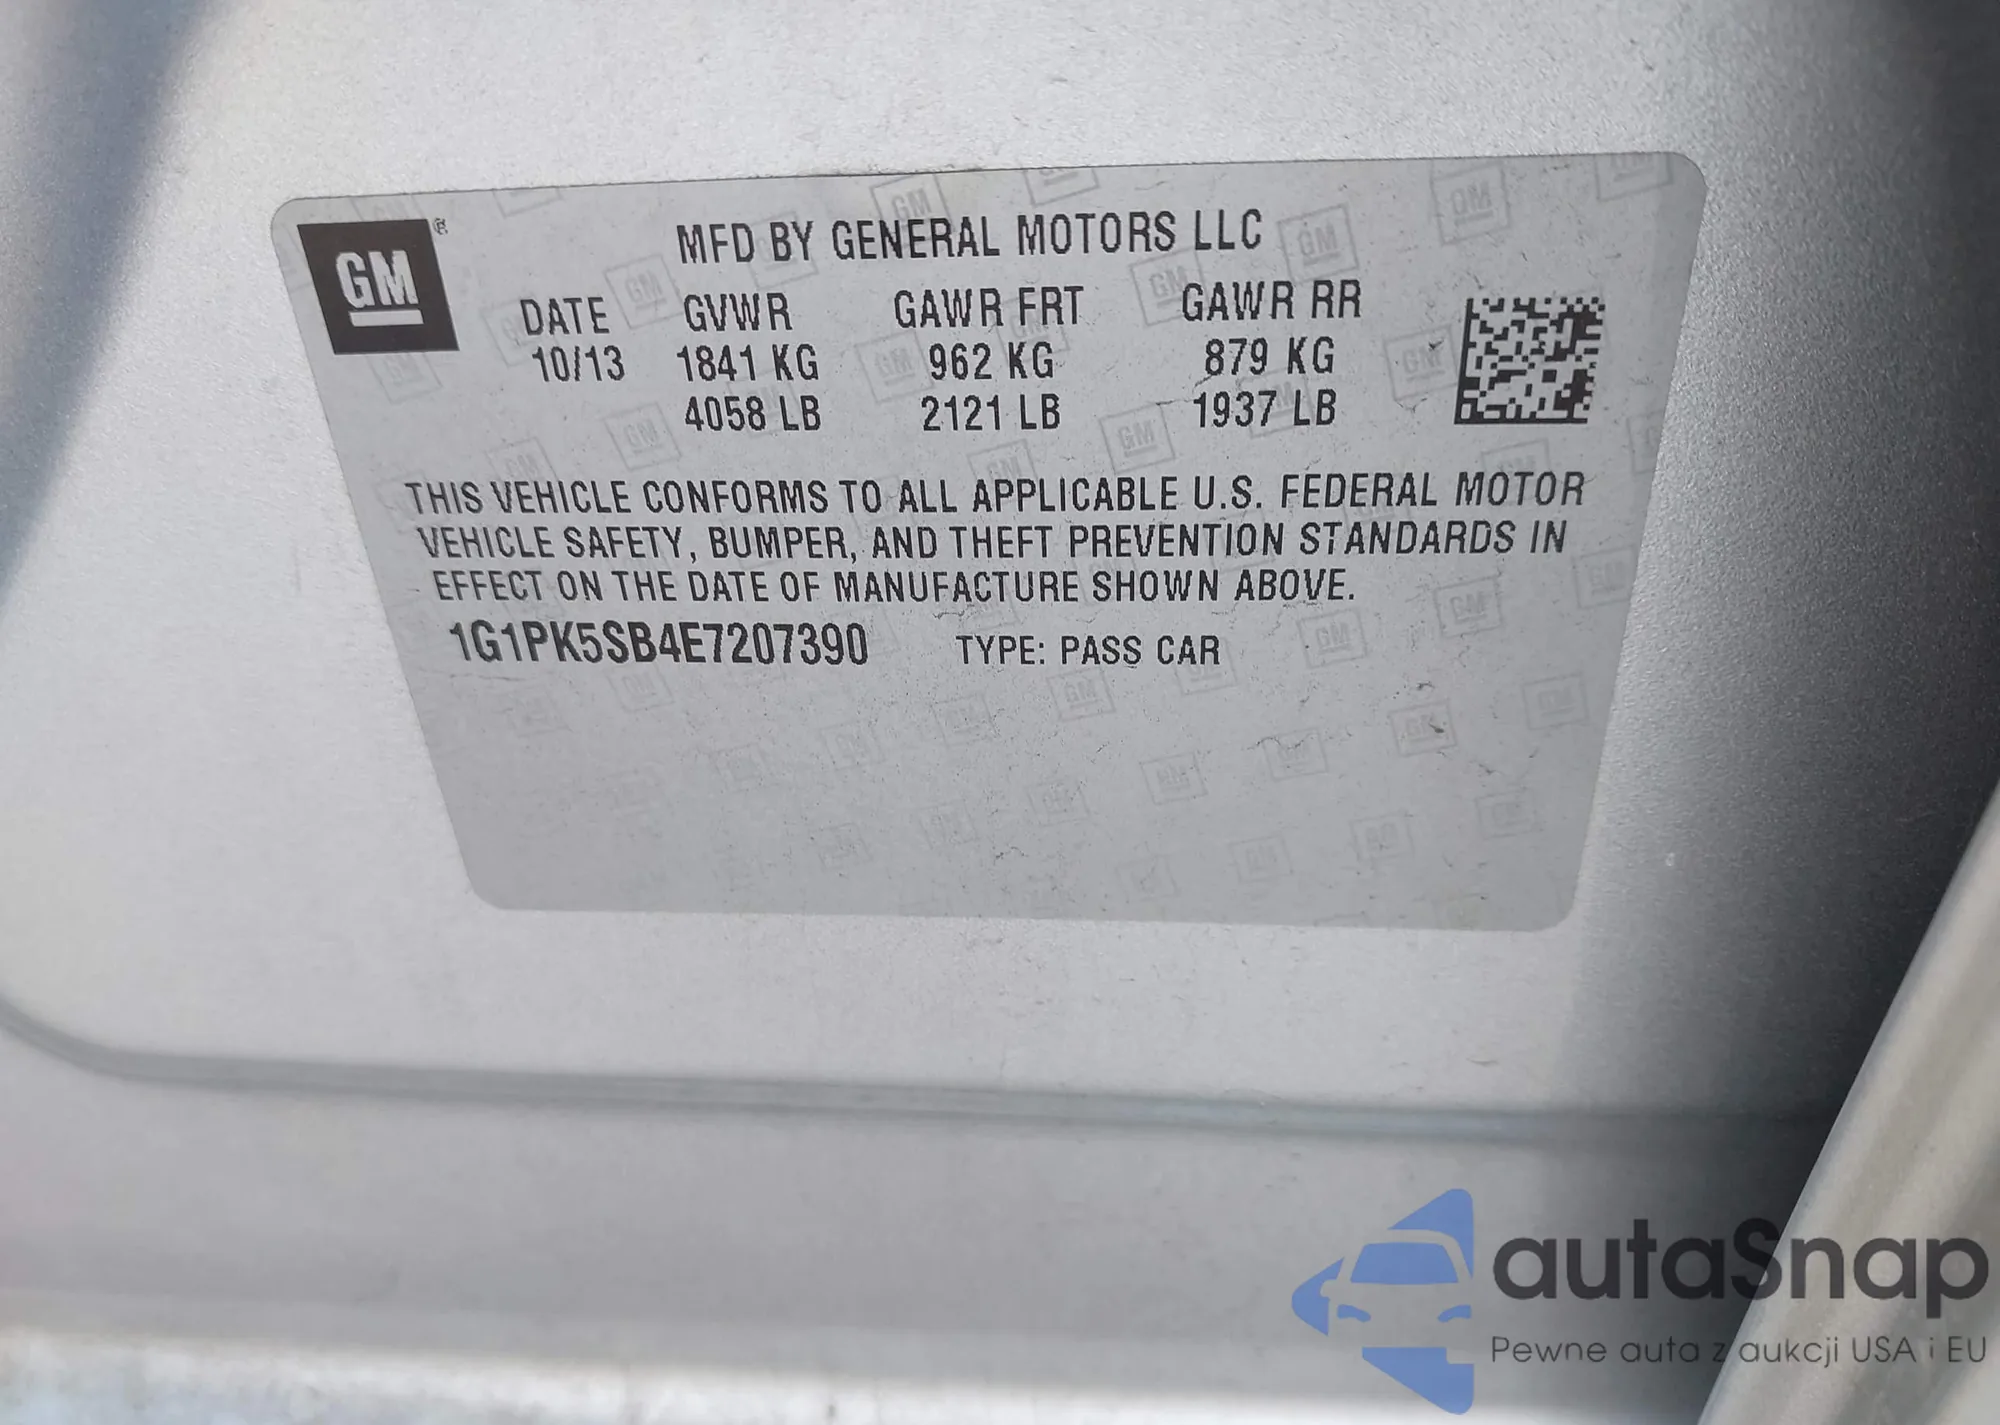 GM ®
MFD BY GENERAL MOTORS LLC
DATE GVWR GAWR FRT GAWR RR
10/13 1841 KG 962 KG 879 KG
4058 LB 2121 LB 1937 LB
THIS VEHICLE CONFORMS TO ALL APPLICABLE U.S. FEDERAL MOTOR
VEHICLE SAFETY, BUMPER, AND THEFT PREVENTION STANDARDS IN
EFFECT ON THE DATE OF MANUFACTURE SHOWN ABOVE.
1G1PK5SB4E7207390 TYPE: PASS CAR
autaSnap
Pewne auta z aukcji USA i EU